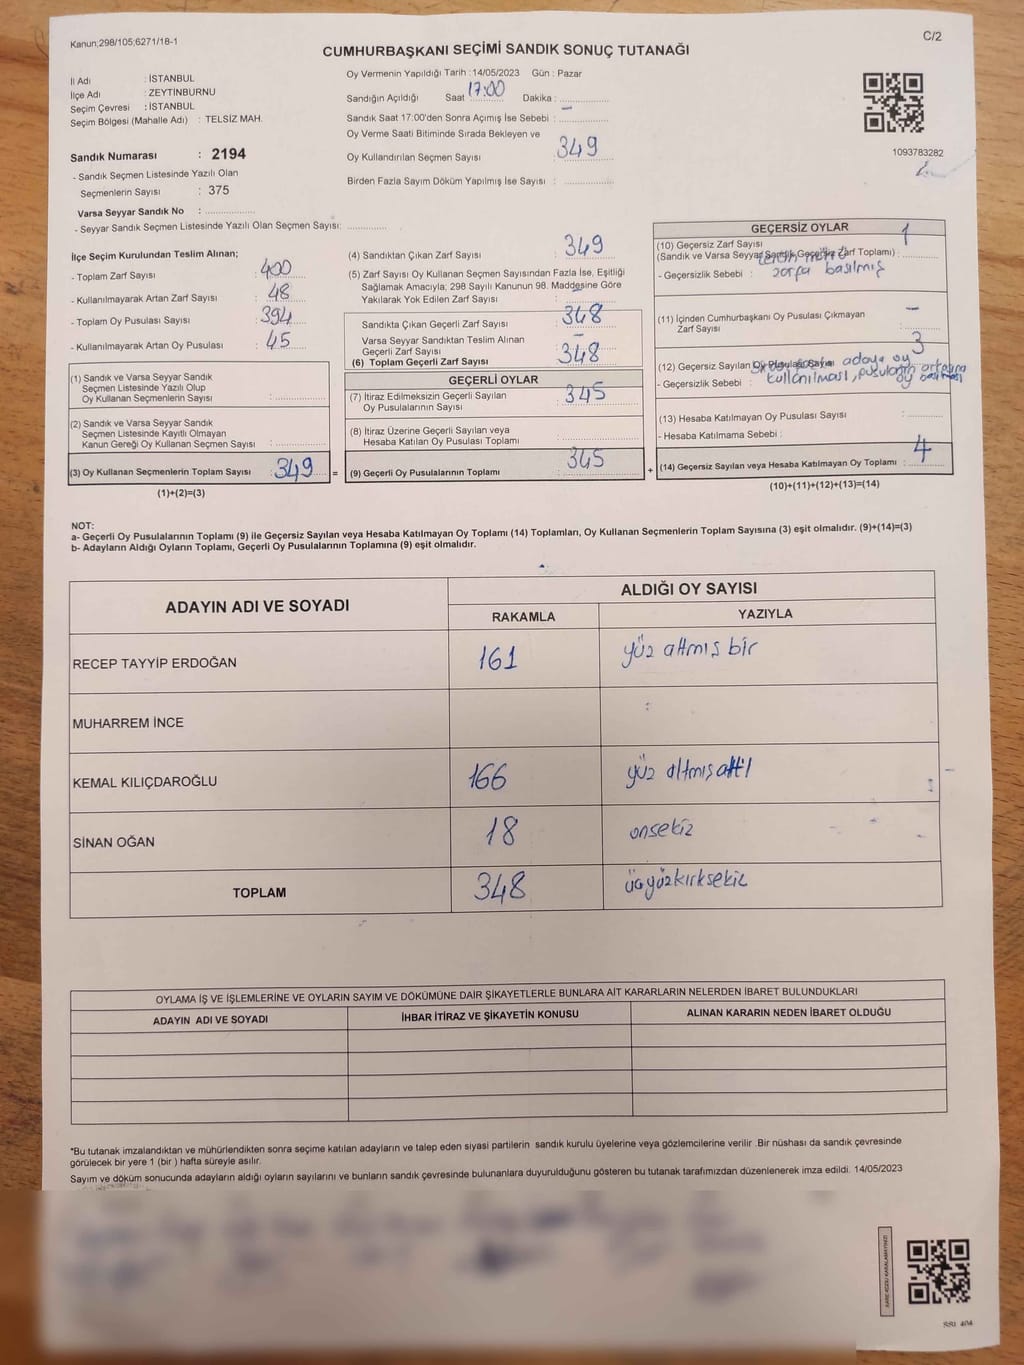 Kanun;298/105;6271/18-1
C/2
CUMHURBAŞKANI SEÇİMİ SANDIK SONUÇ TUTANAĞI
İl Adı : İSTANBUL
İlçe Adı : ZEYTİNBURNU
Seçim Çevresi : İSTANBUL
Seçim Bölgesi (Mahalle Adı) : TELSİZ MAH.
Sandık Numarası : 2194
- Sandık Seçmen Listesinde Yazılı Olan
Seçmenlerin Sayısı : 375
Varsa Seyyar Sandık No :
- Seyyar Sandık Seçmen Listesinde Yazılı Olan Seçmen Sayısı:
Oy Vermenin Yapıldığı Tarih :14/05/2023 Gün : Pazar
Sandığın Açıldığı Saat 17:00 Dakika :
Sandık Saat 17.00'den Sonra Açımış İse Sebebi : -
Oy Verme Saati Bitiminde Sırada Bekleyen ve
Oy Kullandırılan Seçmen Sayısı : 349
Birden Fazla Sayım Döküm Yapılmış İse Sayısı :
1093783282
İlçe Seçim Kurulundan Teslim Alınan;
- Toplam Zarf Sayısı : 400
- Kullanılmayarak Artan Zarf Sayısı : 48
- Toplam Oy Pusulası Sayısı : 394
- Kullanılmayarak Artan Oy Pusulası : 45
(1) Sandık ve Varsa Seyyar Sandık
Seçmen Listesinde Yazılı Olup
Oy Kullanan Seçmenlerin Sayısı :
(2) Sandık ve Varsa Seyyar Sandık
Seçmen Listesinde Kayıtlı Olmayan
Kanun Gereği Oy Kullanan Seçmen Sayısı :
(3) Oy Kullanan Seçmenlerin Toplam Sayısı : 349 =
(1)+(2)=(3)
(4) Sandıktan Çıkan Zarf Sayısı : 349
(5) Zarf Sayısı Oy Kullanan Seçmen Sayısından Fazla İse, Eşitliği
Sağlamak Amacıyla; 298 Sayılı Kanunun 98. Maddesine Göre
Yakılarak Yok Edilen Zarf Sayısı : -
Sandıkta Çıkan Geçerli Zarf Sayısı : 348
Varsa Seyyar Sandıktan Teslim Alınan
Geçerli Zarf Sayısı : -
(6) Toplam Geçerli Zarf Sayısı : 348
GEÇERLİ OYLAR
(7) İtiraz Edilmeksizin Geçerli Sayılan
Oy Pusulalarının Sayısı : 345
(8) İtiraz Üzerine Geçerli Sayılan veya
Hesaba Katılan Oy Pusulası Toplamı :
(9) Geçerli Oy Pusulalarının Toplamı : 345 +
GEÇERSİZ OYLAR
(10) Geçersiz Zarf Sayısı
(Sandık ve Varsa Seyyar Sandık Geçersiz Zarf Toplamı) : 1
- Geçersizlik Sebebi : zarfa basılmış
(11) İçinden Cumhurbaşkanı Oy Pusulası Çıkmayan
Zarf Sayısı : -
(12) Geçersiz Sayılan Oy Pusulası Sayısı : 3
- Geçersizlik Sebebi : adaya oy
kullanılması, pusulanın ortasına
oy basılması
(13) Hesaba Katılmayan Oy Pusulası Sayısı :
- Hesaba Katılmama Sebebi :
(14) Geçersiz Sayılan veya Hesaba Katılmayan Oy Toplamı : 4
(10)+(11)+(12)+(13)=(14)
NOT:
a- Geçerli Oy Pusulalarının Toplamı (9) ile Geçersiz Sayılan veya Hesaba Katılmayan Oy Toplamı (14) Toplamları, Oy Kullanan Seçmenlerin Toplam Sayısına (3) eşit olmalıdır. (9)+(14)=(3)
b- Adayların Aldığı Oyların Toplamı, Geçerli Oy Pusulalarının Toplamına (9) eşit olmalıdır.
ADAYIN ADI VE SOYADI
ALDIĞI OY SAYISI
RAKAMLA YAZIYLA
RECEP TAYYİP ERDOĞAN 161 yüz altmış bir
MUHARREM İNCE
KEMAL KILIÇDAROĞLU 166 yüz altmış altı
SİNAN OĞAN 18 onsekiz
TOPLAM 348 üçyüzkırksekiz
OYLAMA İŞ VE İŞLEMLERİNE VE OYLARIN SAYIM VE DÖKÜMÜNE DAİR ŞİKAYETLERLE BUNLARA AİT KARARLARIN NELERDEN İBARET BULUNDUKLARI
ADAYIN ADI VE SOYADI İHBAR İTİRAZ VE ŞİKAYETİN KONUSU ALINAN KARARIN NEDEN İBARET OLDUĞU
*Bu tutanak imzalandıktan ve mühürlendikten sonra seçime katılan adayların ve talep eden siyasi partilerin sandık kurulu üyelerine veya gözlemcilerine verilir .Bir nüshası da sandık çevresinde
görülecek bir yere 1 (bir ) hafta süreyle asılır.
Sayım ve döküm sonucunda adayların aldığı oyların sayılarını ve bunların sandık çevresinde bulunanlara duyurulduğunu gösteren bu tutanak tarafımızdan düzenlenerek imza edildi. 14/05/2023
KARE KODU KARALAMAYINIZ!
SSt 404